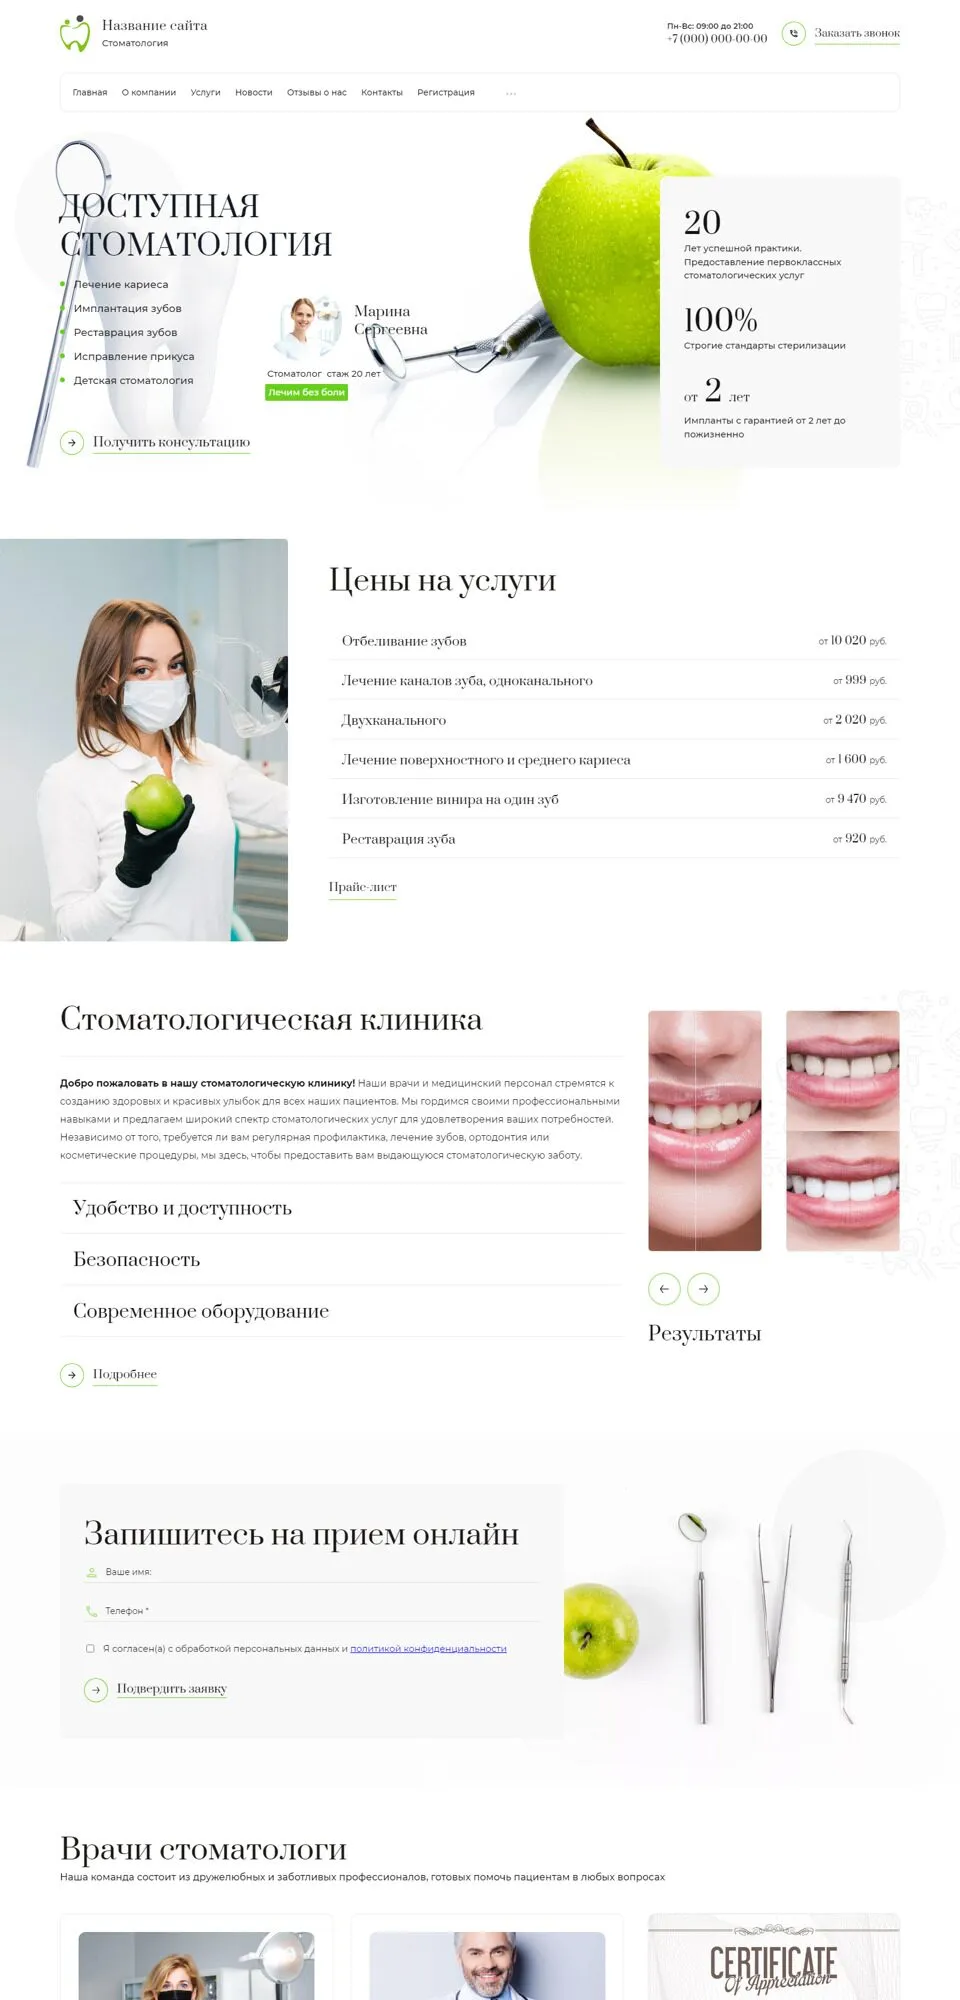 Название сайта
Стоматология
Пн-Вс: 09:00 до 21:00
+7 (000) 000-00-00
Заказать звонок
Главная О компании Услуги Новости Отзывы о нас Контакты Регистрация ...
ДОСТУПНАЯ
СТОМАТОЛОГИЯ
Лечение кариеса
Имплантация зубов
Реставрация зубов
Исправление прикуса
Детская стоматология
Получить консультацию
Марина
Сергеевна
Стоматолог стаж 20 лет
Лечим без боли
20
Лет успешной практики.
Предоставление первоклассных
стоматологических услуг
100%
Строгие стандарты стерилизации
от 2 лет
Импланты с гарантией от 2 лет до
пожизненно
Цены на услуги
Отбеливание зубов от 10 020 руб.
Лечение каналов зуба, одноканального от 999 руб.
Двухканального от 2 020 руб.
Лечение поверхностного и среднего кариеса от 1 600 руб.
Изготовление винира на один зуб от 9 470 руб.
Реставрация зуба от 920 руб.
Прайс-лист
Стоматологическая клиника
Добро пожаловать в нашу стоматологическую клинику! Наши врачи и медицинский персонал стремятся к
созданию здоровых и красивых улыбок для всех наших пациентов. Мы гордимся своими профессиональными
навыками и предлагаем широкий спектр стоматологических услуг для удовлетворения ваших потребностей.
Независимо от того, требуется ли вам регулярная профилактика, лечение зубов, ортодонтия или
косметические процедуры, мы здесь, чтобы предоставить вам выдающуюся стоматологическую заботу.
Удобство и доступность
Безопасность
Современное оборудование
Подробнее
Результаты
Запишитесь на прием онлайн
Ваше имя:
Телефон *
Я согласен(а) с обработкой персональных данных и политикой конфиденциальности
Подвердить заявку
Врачи стоматологи
Наша команда состоит из дружелюбных и заботливых профессионалов, готовых помочь пациентам в любых вопросах
CERTIFICATE
Of Appreciation